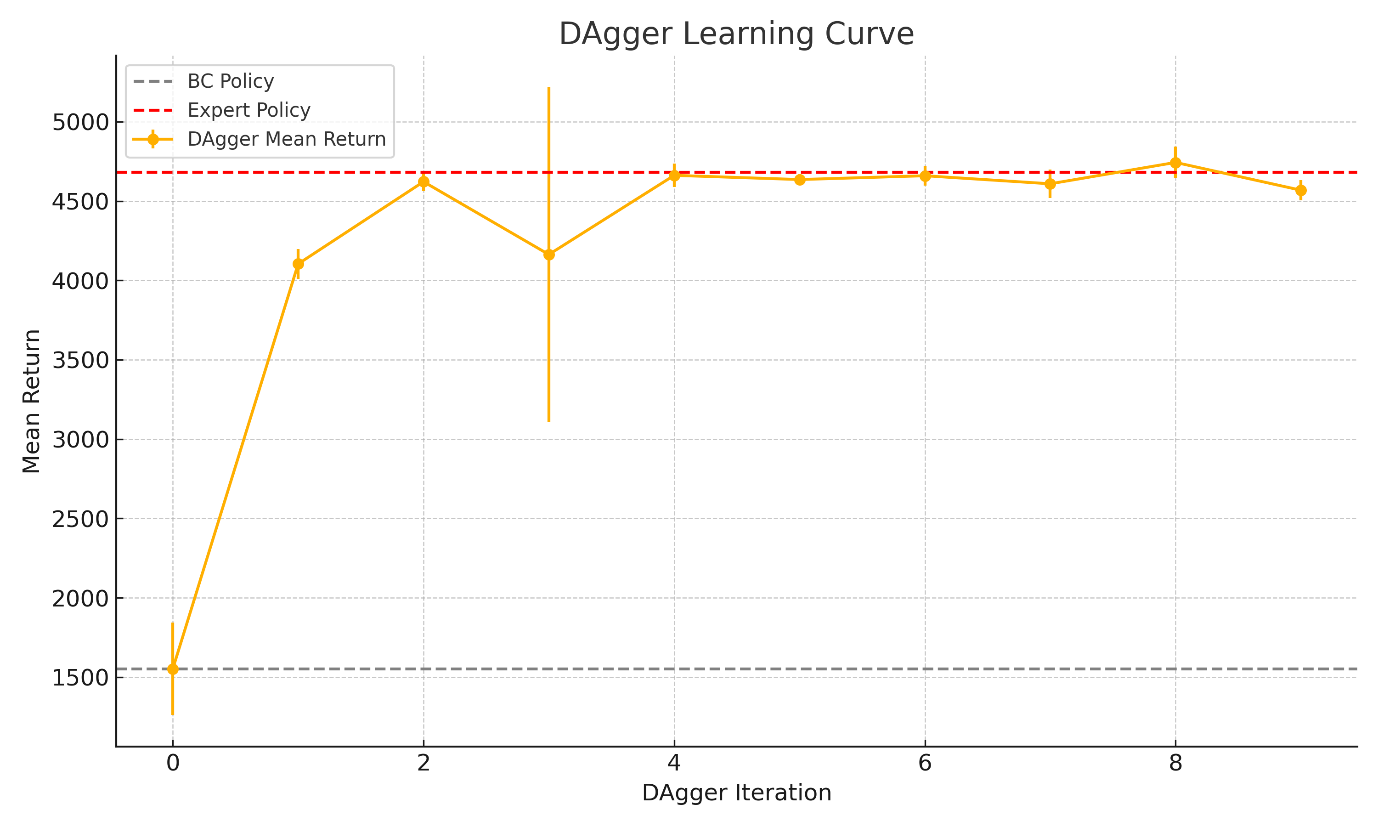 DAgger Learning Curve
BC Policy
Expert Policy
DAgger Mean Return
5000
4500
4000
3500
3000
2500
2000
1500
Mean Return
0 2 4 6 8
DAgger Iteration